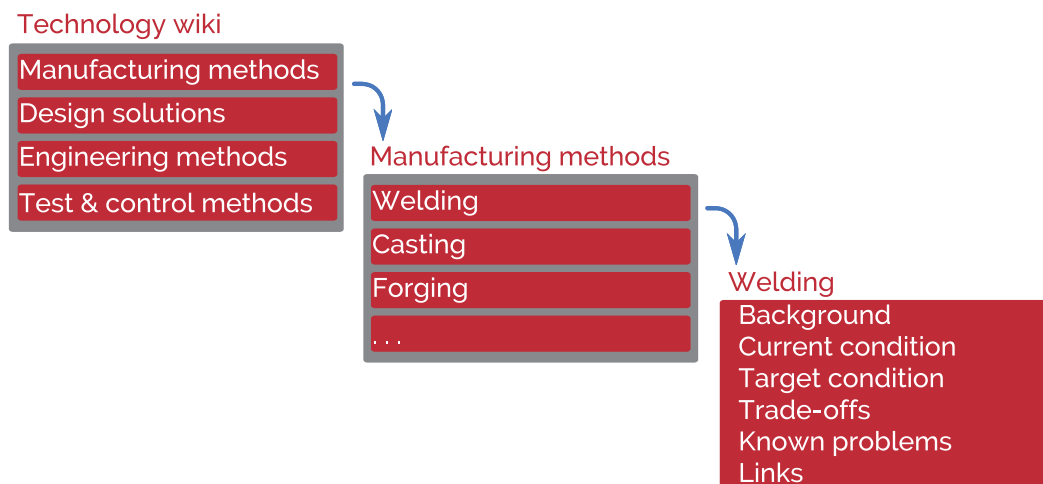 Technology wiki
Manufacturing methods
Design solutions
Engineering methods
Test & control methods
Manufacturing methods
Welding
Casting
Forging
. . .
Welding
Background
Current condition
Target condition
Trade-offs
Known problems
Links